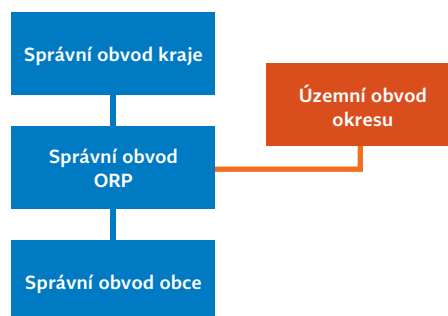 Správní obvod kraje
Územní obvod
okresu
Správní obvod
ORP
Správní obvod obce